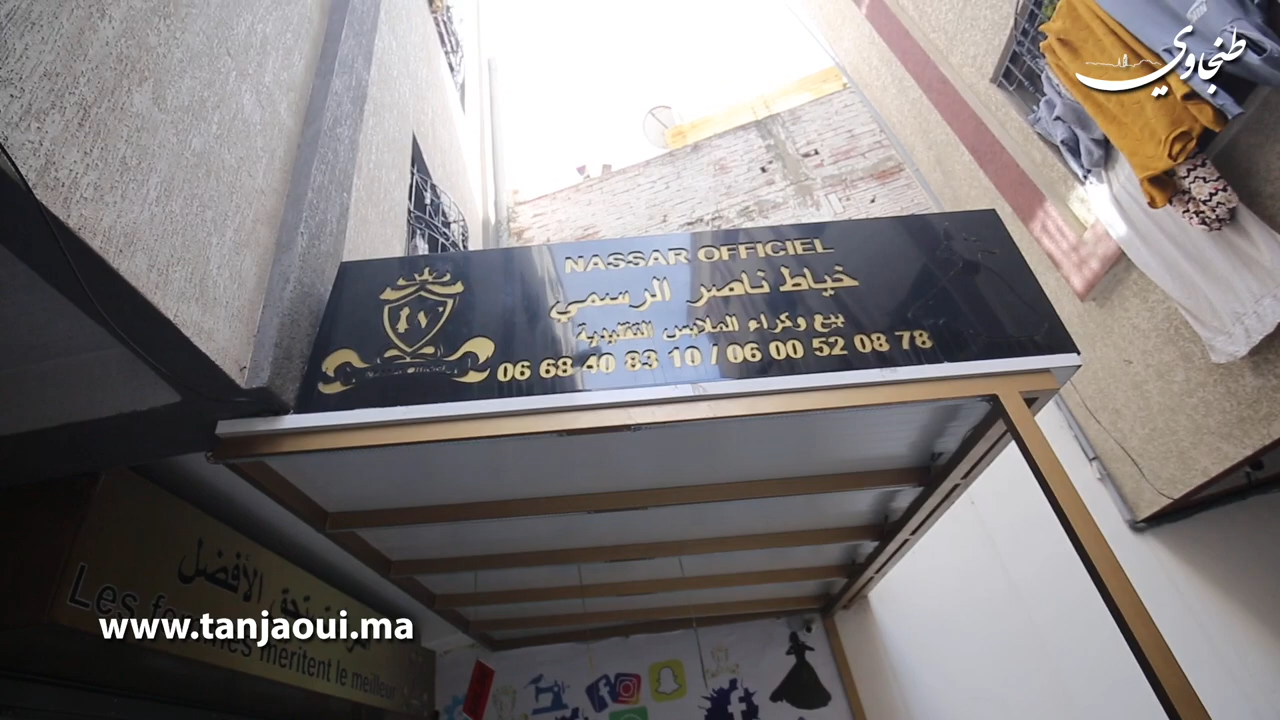 طنجاوي
NASSAR OFFICIEL
خياط ناصر الرسمي
بيع وكراء الملابس التقليدية
06 68 40 83 10 / 06 00 52 08 78
الأفضل
Les femmes méritent le meilleur
www.tanjaoui.ma